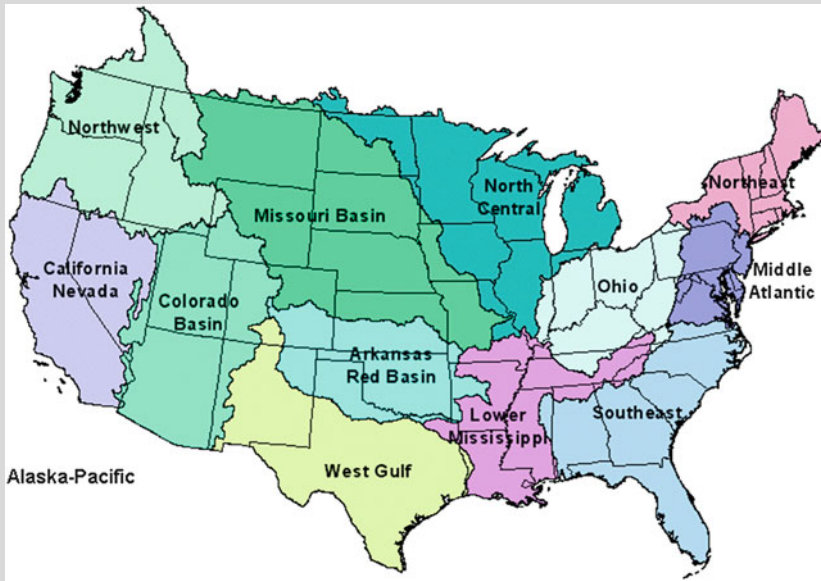 Northwest
Missouri Basin
North
Central
Northeast
California
Nevada
Colorado
Basin
Ohio
Middle
Atlantic
Arkansas
Red Basin
Lower
Mississippi
Southeast
West Gulf
Alaska-Pacific